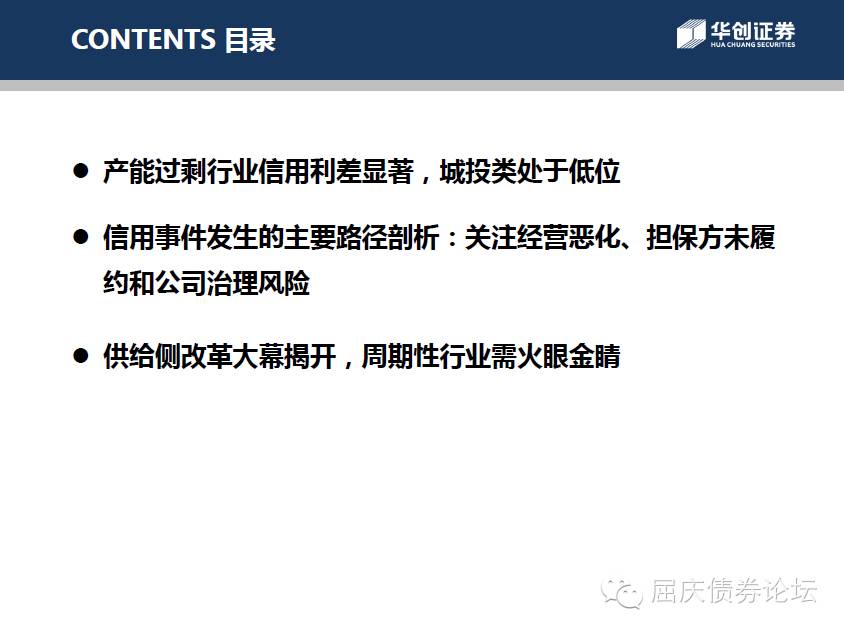 CONTENTS 目录
华创证券
HUA CHUANG SECURITIES
● 产能过剩行业信用利差显著，城投类处于低位
● 信用事件发生的主要路径剖析：关注经营恶化、担保方未履
约和公司治理风险
● 供给侧改革大幕揭开，周期性行业需火眼金睛
屈庆债券论坛